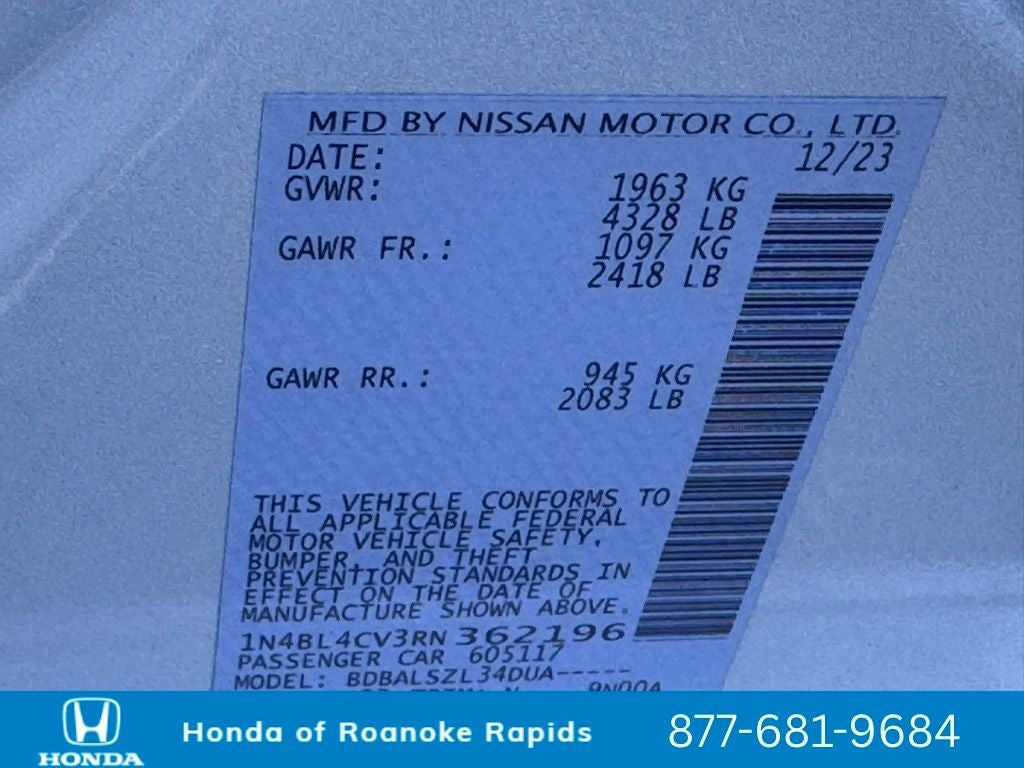 MFD BY NISSAN MOTOR CO., LTD.
DATE: 12/23
GVWR: 1963 KG
4328 LB
GAWR FR.: 1097 KG
2418 LB
GAWR RR.: 945 KG
2083 LB
THIS VEHICLE CONFORMS TO
ALL APPLICABLE FEDERAL
MOTOR VEHICLE SAFETY,
BUMPER, AND THEFT
PREVENTION STANDARDS IN
EFFECT ON THE DATE OF
MANUFACTURE SHOWN ABOVE.
1N4BL4CV3RN362196
PASSENGER CAR 605117
MODEL: BDBALSZL34DUA-----
HONDA
Honda of Roanoke Rapids
877-681-9684